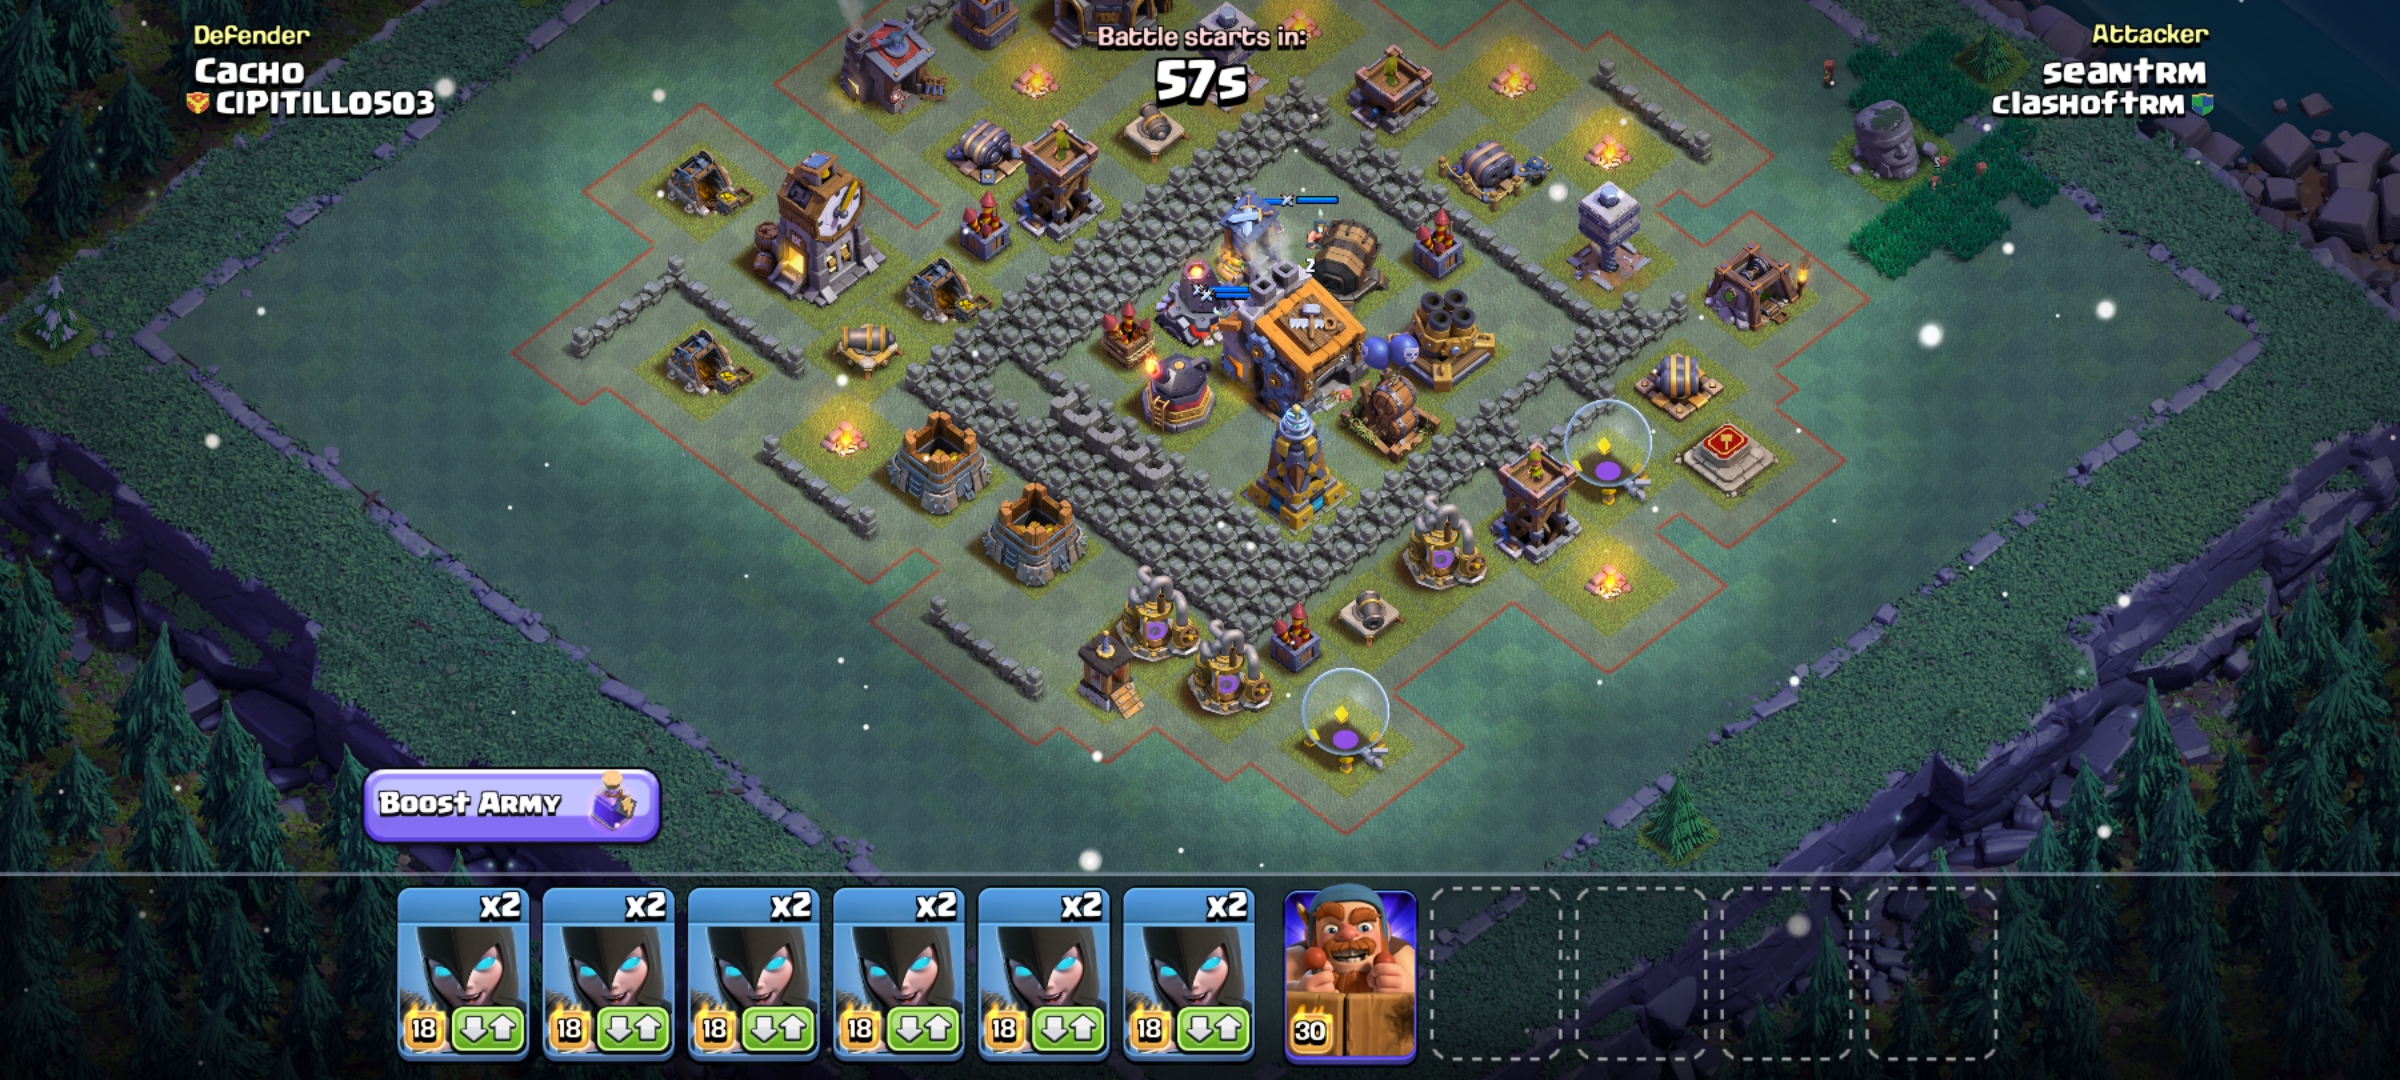 Defender
Cacho
CIPITILLO503
Battle starts in:
57s
Attacker
seantRM
clashoftRM
2
Boost Army
x2
x2
x2
x2
x2
x2
18
18
18
18
18
18
30